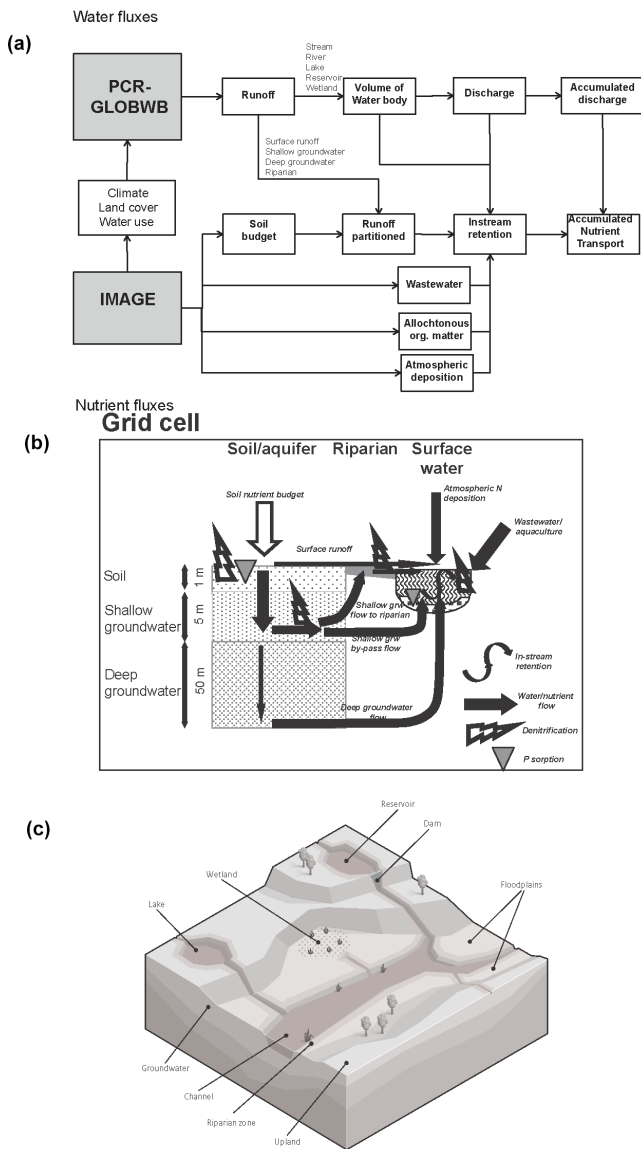 Water fluxes
(a)
PCR-
GLOBWB
Runoff
Stream
River
Lake
Reservoir
Wetland
Volume of
Water body
Discharge
Accumulated
discharge
Surface runoff
Shallow groundwater
Deep groundwater
Riparian
Climate
Land cover
Water use
Soil
budget
Runoff
partitioned
Instream
retention
Accumulated
Nutrient
Transport
IMAGE
Wastewater
Allochtonous
org. matter
Atmospheric
deposition
Nutrient fluxes
Grid cell
(b)
Soil/aquifer
Riparian
Surface
water
Soil nutrient budget
Atmospheric N
deposition
Wastewater/
aquaculture
Surface runoff
Soil
1 m
Shallow
groundwater
5 m
Shallow grw
flow to riparian
Shallow grw
by-pass flow
Deep
groundwater
50 m
Deep groundwater
flow
In-stream
retention
Water/nutrient
flow
Denitrification
P sorption
(c)
Reservoir
Dam
Wetland
Floodplains
Lake
Groundwater
Channel
Riparian zone
Upland